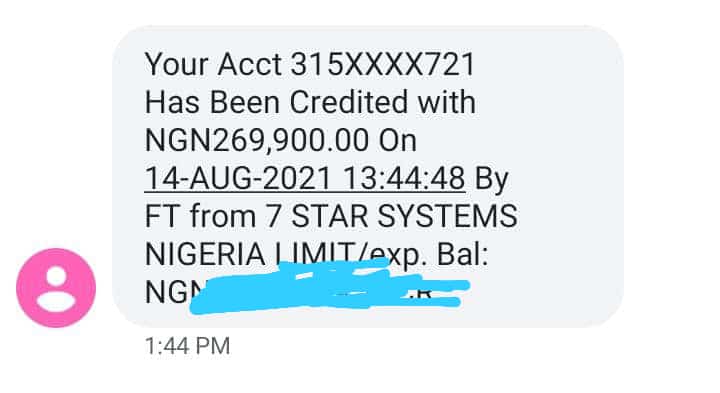 Your Acct 315XXXX721
Has Been Credited with
NGN269,900.00 On
14-AUG-2021 13:44:48 By
FT from 7 STAR SYSTEMS
NIGERIA LIMIT/exp. Bal:
NGN
1:44 PM